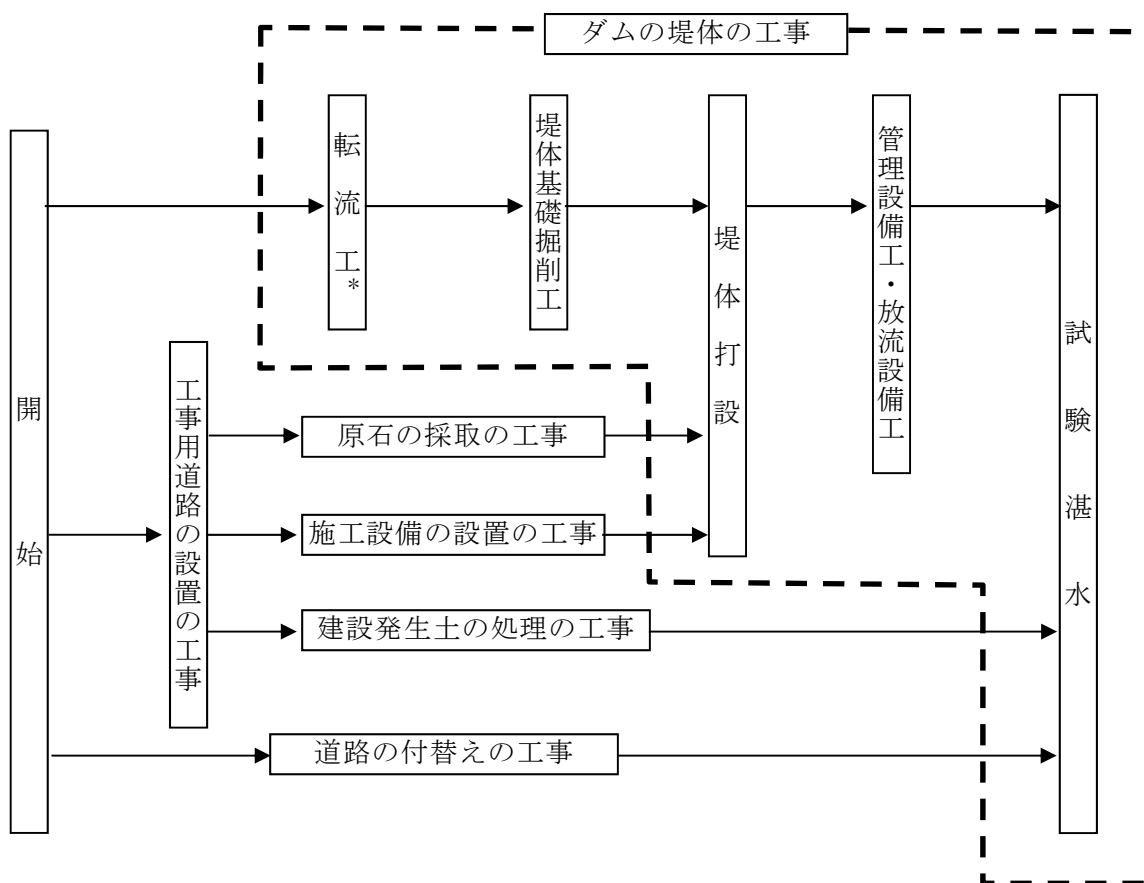 ダムの堤体の工事
開始
転流工*
堤体基礎掘削工
堤体打設
管理設備工・放流設備工
試験湛水
工事用道路の設置の工事
原石の採取の工事
施工設備の設置の工事
建設発生土の処理の工事
道路の付替えの工事